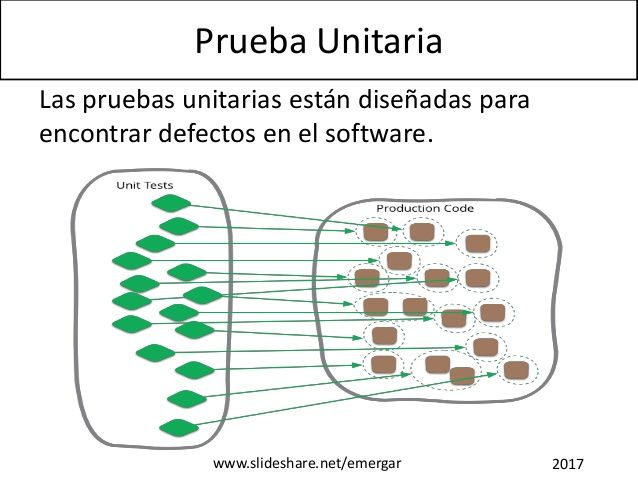 Prueba Unitaria
Las pruebas unitarias están diseñadas para
encontrar defectos en el software.
Unit Tests
Production Code
www.slideshare.net/emergar
2017